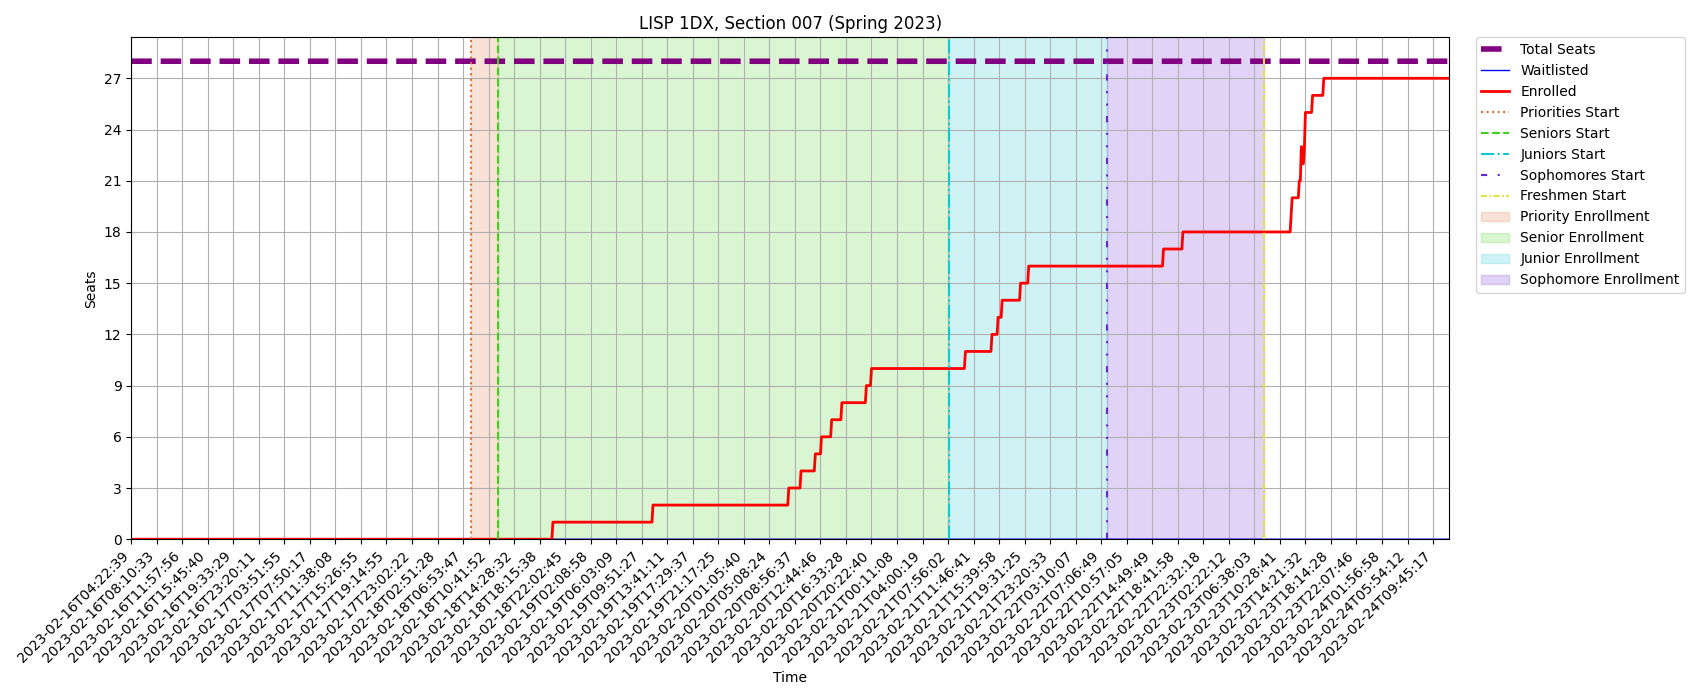 LISP 1DX, Section 007 (Spring 2023)
Seats
27
24
21
18
15
12
9
6
3
0
2023-02-16T04:22:39
2023-02-16T08:10:33
2023-02-16T11:57:56
2023-02-16T15:45:40
2023-02-16T19:33:29
2023-02-16T23:20:11
2023-02-17T03:51:55
2023-02-17T07:50:17
2023-02-17T11:38:08
2023-02-17T15:26:55
2023-02-17T19:14:55
2023-02-17T23:02:22
2023-02-18T02:51:28
2023-02-18T06:53:47
2023-02-18T10:41:52
2023-02-18T14:28:32
2023-02-18T18:15:38
2023-02-18T22:02:45
2023-02-19T02:08:58
2023-02-19T06:03:09
2023-02-19T09:51:27
2023-02-19T13:41:11
2023-02-19T17:29:37
2023-02-19T21:17:25
2023-02-20T01:05:40
2023-02-20T05:08:24
2023-02-20T08:56:37
2023-02-20T12:44:46
2023-02-20T16:33:28
2023-02-20T20:22:40
2023-02-21T00:11:08
2023-02-21T04:00:19
2023-02-21T07:56:02
2023-02-21T11:46:41
2023-02-21T15:39:58
2023-02-21T19:31:25
2023-02-21T23:20:33
2023-02-22T03:10:07
2023-02-22T07:06:49
2023-02-22T10:57:05
2023-02-22T14:49:49
2023-02-22T18:41:58
2023-02-22T22:32:18
2023-02-23T02:22:12
2023-02-23T06:38:03
2023-02-23T10:28:41
2023-02-23T14:21:32
2023-02-23T18:14:28
2023-02-23T22:07:46
2023-02-24T01:56:58
2023-02-24T05:54:12
2023-02-24T09:45:17
Time
Total Seats
Waitlisted
Enrolled
Priorities Start
Seniors Start
Juniors Start
Sophomores Start
Freshmen Start
Priority Enrollment
Senior Enrollment
Junior Enrollment
Sophomore Enrollment